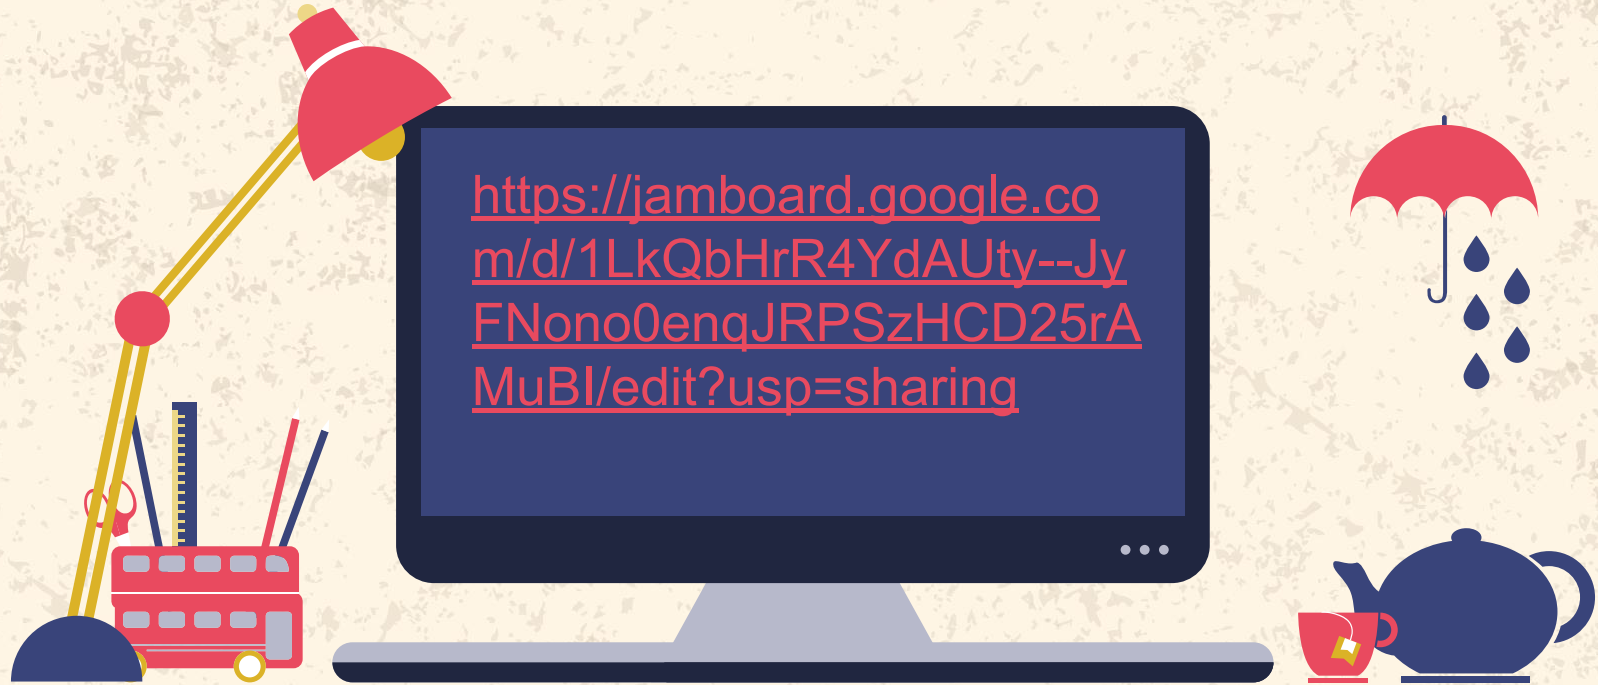 https://jamboard.google.co
m/d/1LkQbHrR4YdAUty--Jy
FNono0enqJRPSzHCD25rA
MuBI/edit?usp=sharing